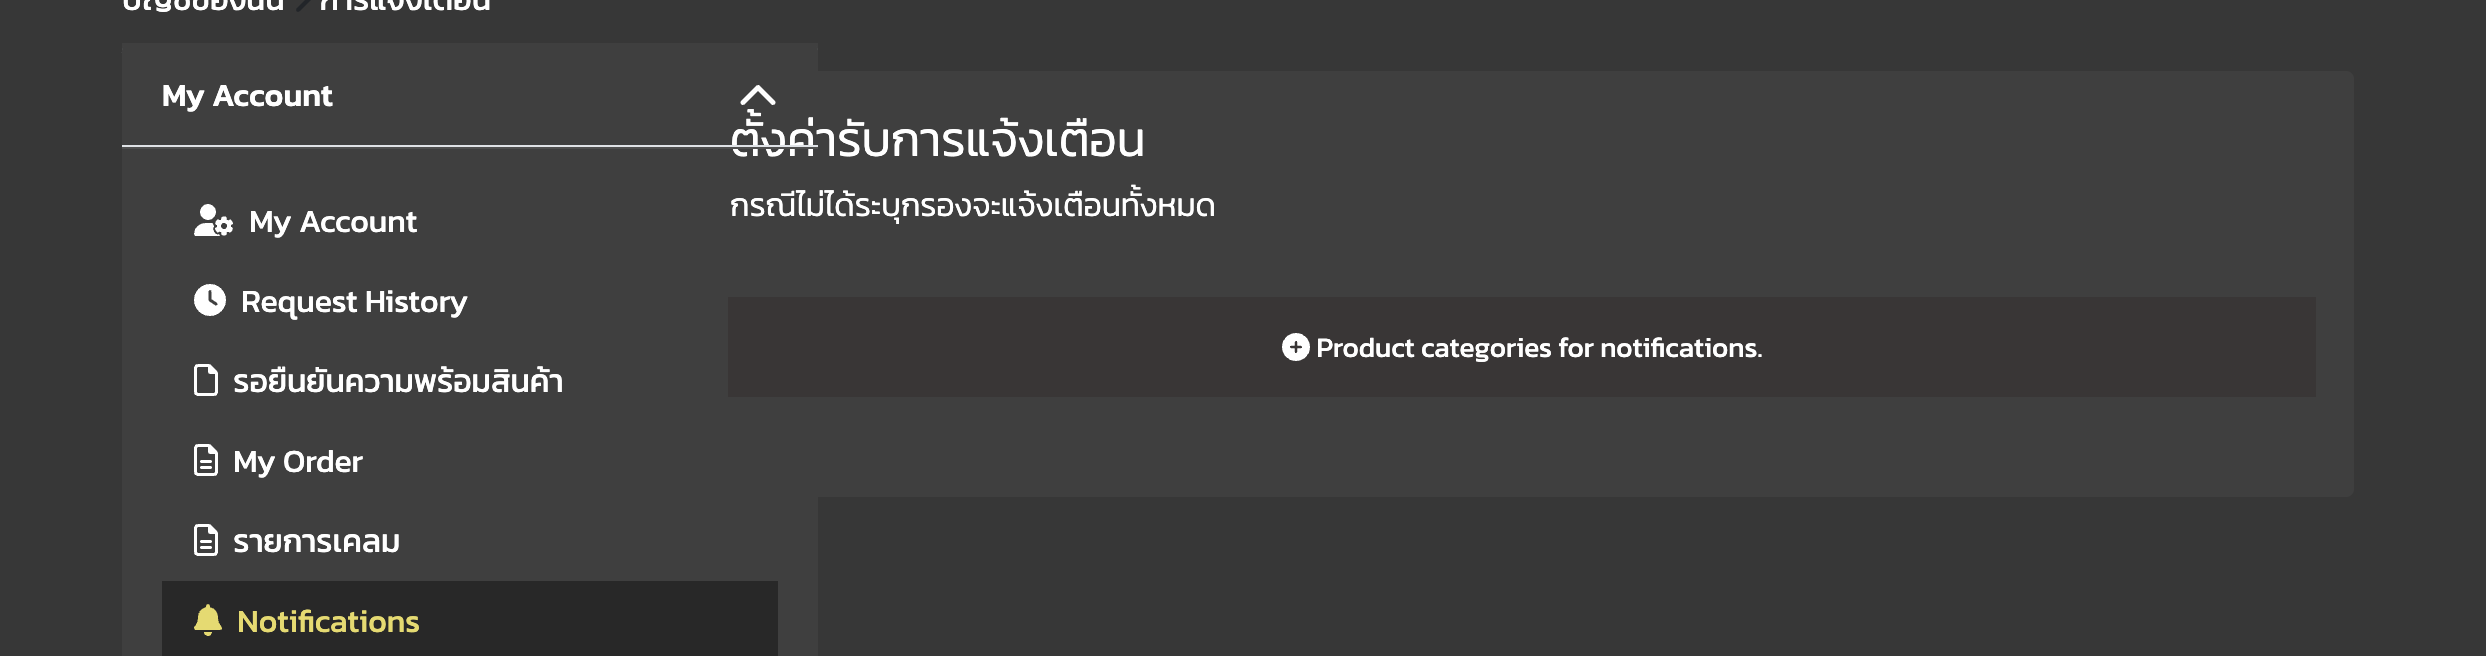 My Account
My Account
Request History
รอยืนยันความพร้อมสินค้า
My Order
รายการเคลม
Notifications
ตั้งค่ารับการแจ้งเตือน
กรณีไม่ได้ระบุกรองจะแจ้งเตือนทั้งหมด
Product categories for notifications.